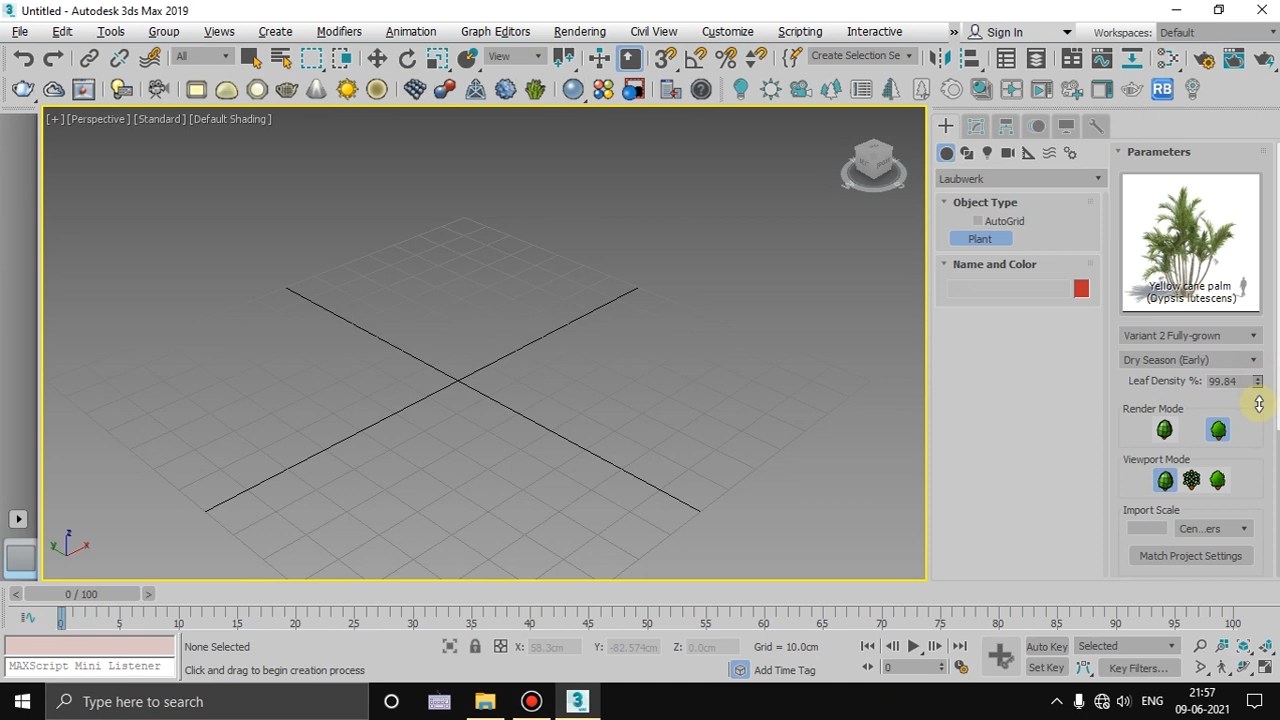 Untitled - Autodesk 3ds Max 2019
File Edit Tools Group Views Create Modifiers Animation Graph Editors Rendering Civil View Customize Scripting Interactive » Sign In Workspaces: Default
All View Create Selection Se
RB
[+] [Perspective] [Standard] [Default Shading]
Parameters
Laubwerk
Object Type
AutoGrid
Plant
Name and Color
Yellow cane palm
(Dypsis lutescens)
Variant 2 Fully-grown
Dry Season (Early)
Leaf Density %: 99.84
Render Mode
Viewport Mode
Import Scale
Cen...ers
Match Project Settings
z
y
x
< 0 / 100 >
0 5 10 15 20 25 30 35 40 45 50 55 60 65 70 75 80 85 90 95 100
None Selected X: 58.3cm Y: -82.574cm Z: 0.0cm Grid = 10.0cm Auto Key Selected
MAXScript Mini Listener Click and drag to begin creation process Add Time Tag 0 Set Key Key Filters...
Type here to search
ENG
21:57
09-06-2021